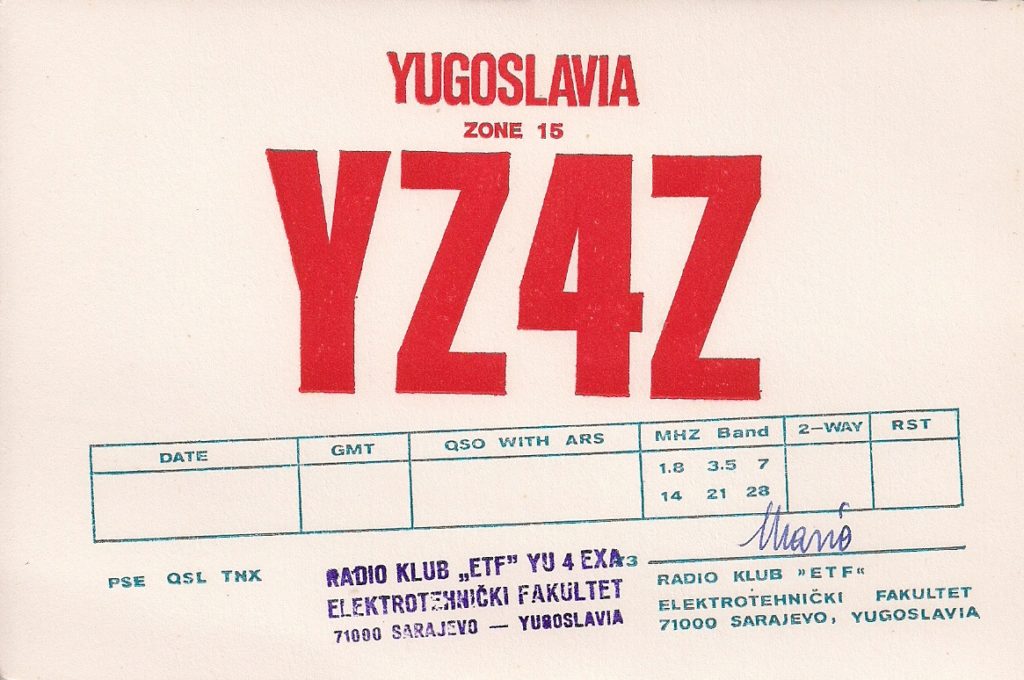 YUGOSLAVIA
ZONE 15
YZ4Z
DATE GMT QSO WITH ARS MHZ Band 2-WAY RST
1.8 3.5 7
14 21 28
PSE QSL TNX
RADIO KLUB „ETF” YU 4 EXA
ELEKTROTEHNIČKI FAKULTET
71000 SARAJEVO — YUGOSLAVIA
RADIO KLUB "ETF"
ELEKTROTEHNIČKI FAKULTET
71000 SARAJEVO, YUGOSLAVIA